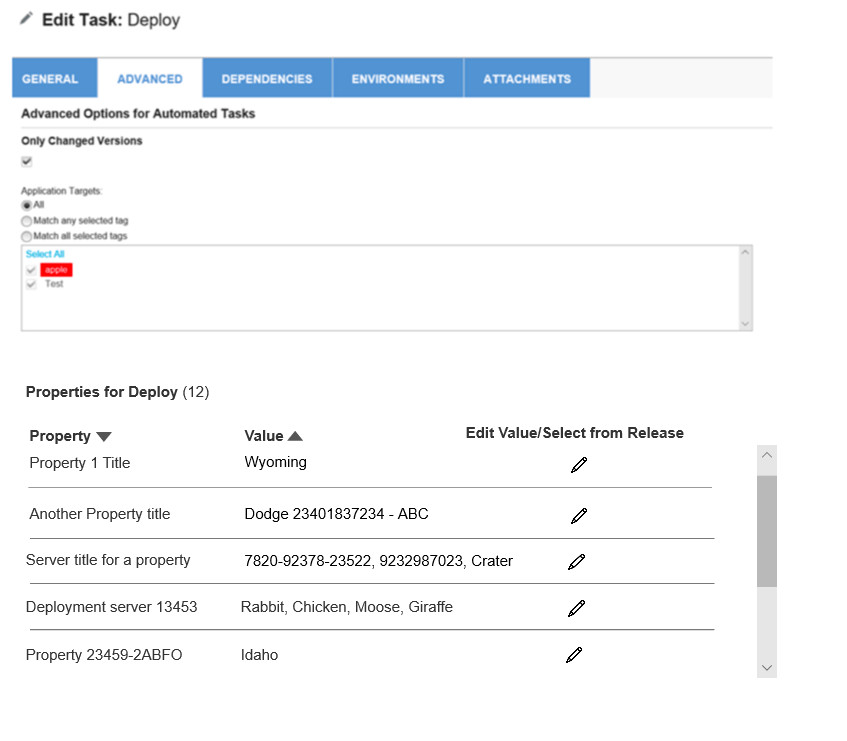 Edit Task: Deploy
GENERAL ADVANCED DEPENDENCIES ENVIRONMENTS ATTACHMENTS
Advanced Options for Automated Tasks
Only Changed Versions
Application Targets:
All
Match any selected tag
Match all selected tags
Select All
apple
Test
Properties for Deploy (12)
Property Value Edit Value/Select from Release
Property 1 Title Wyoming
Another Property title Dodge 23401837234 - ABC
Server title for a property 7820-92378-23522, 9232987023, Crater
Deployment server 13453 Rabbit, Chicken, Moose, Giraffe
Property 23459-2ABFO Idaho